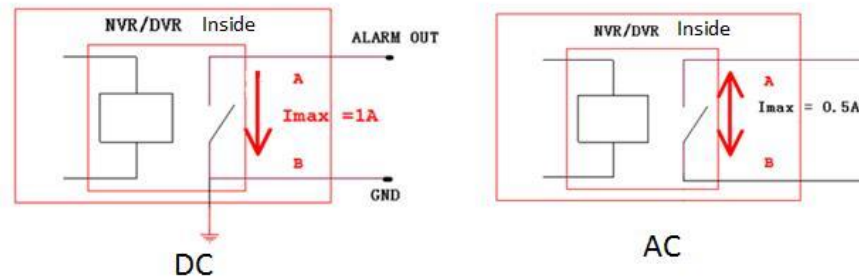 NVR/DVR Inside
ALARM OUT
A
Imax =1A
B
GND
DC
NVR/DVR Inside
A
Imax = 0.5A
B
AC